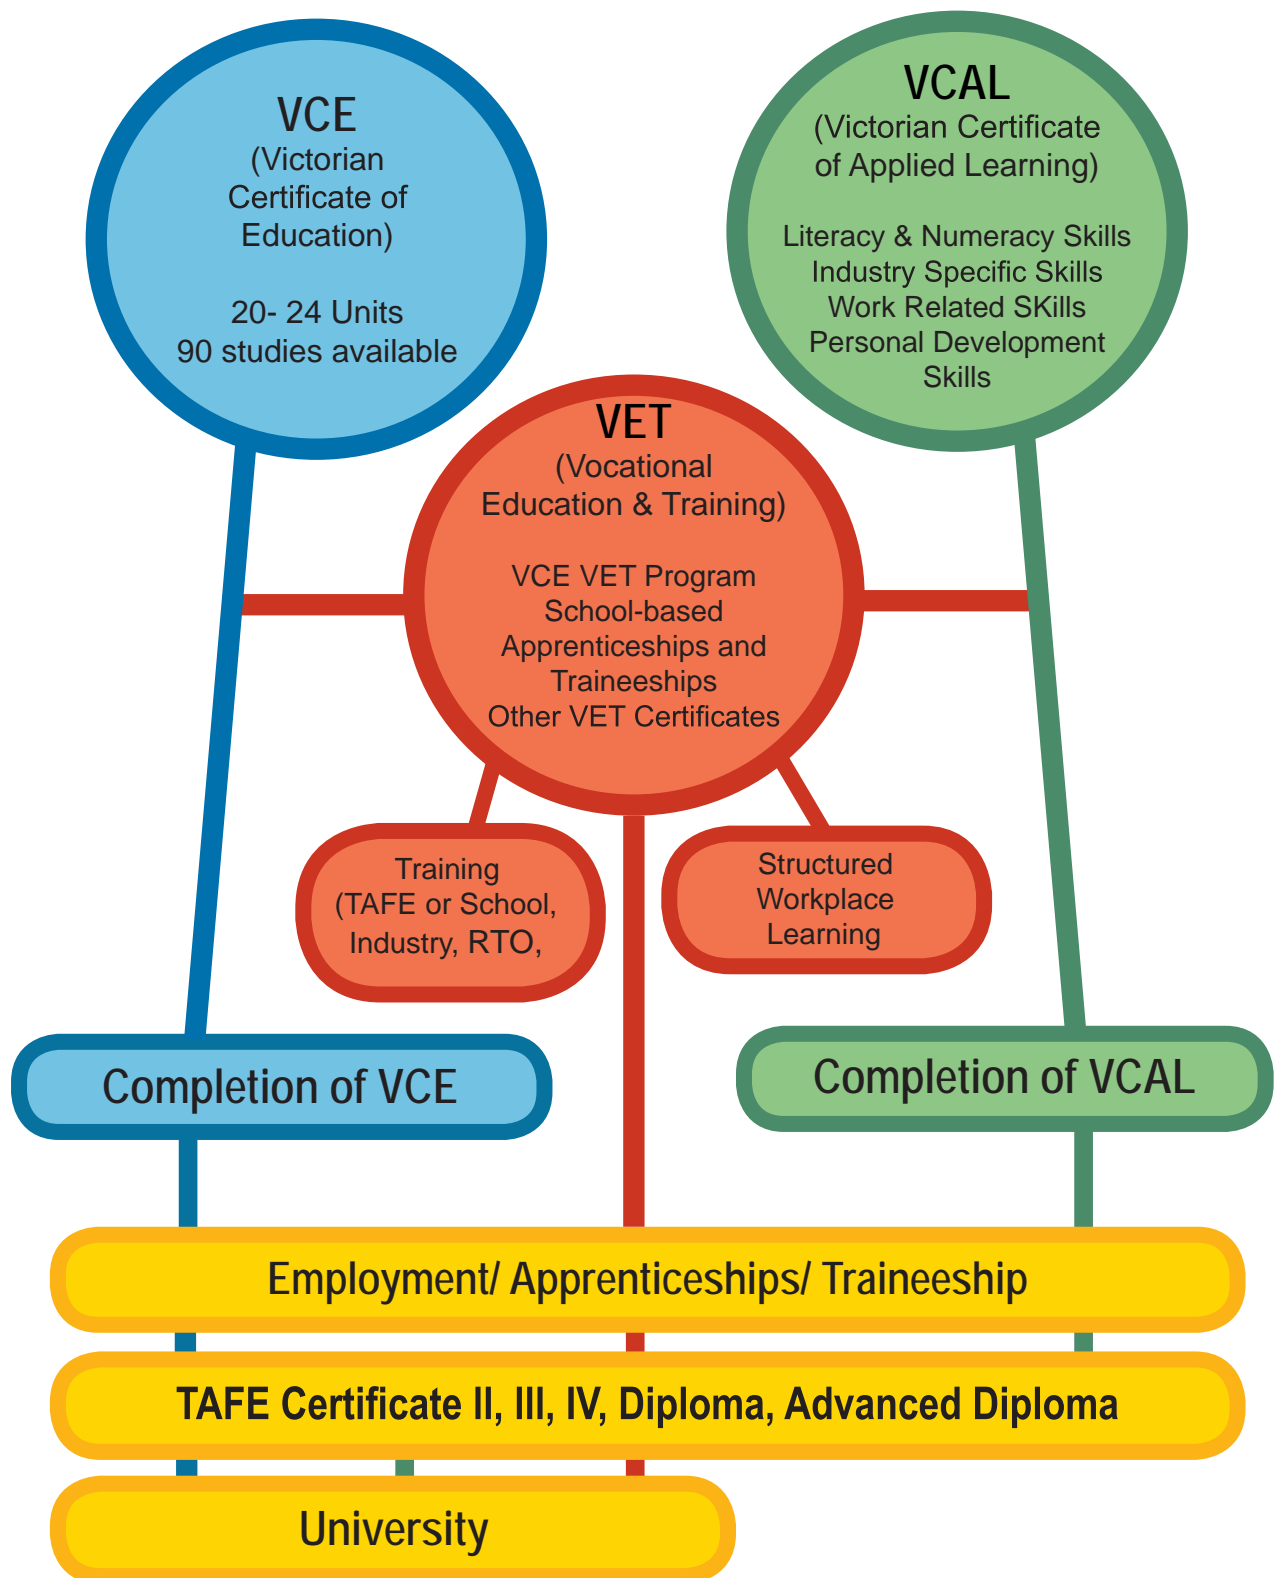 VCE
(Victorian
Certificate of
Education)
20- 24 Units
90 studies available
VCAL
(Victorian Certificate
of Applied Learning)
Literacy & Numeracy Skills
Industry Specific Skills
Work Related SKills
Personal Development
Skills
VET
(Vocational
Education & Training)
VCE VET Program
School-based
Apprenticeships and
Traineeships
Other VET Certificates
Training
(TAFE or School,
Industry, RTO,
Structured
Workplace
Learning
Completion of VCE
Completion of VCAL
Employment/ Apprenticeships/ Traineeship
TAFE Certificate II, III, IV, Diploma, Advanced Diploma
University